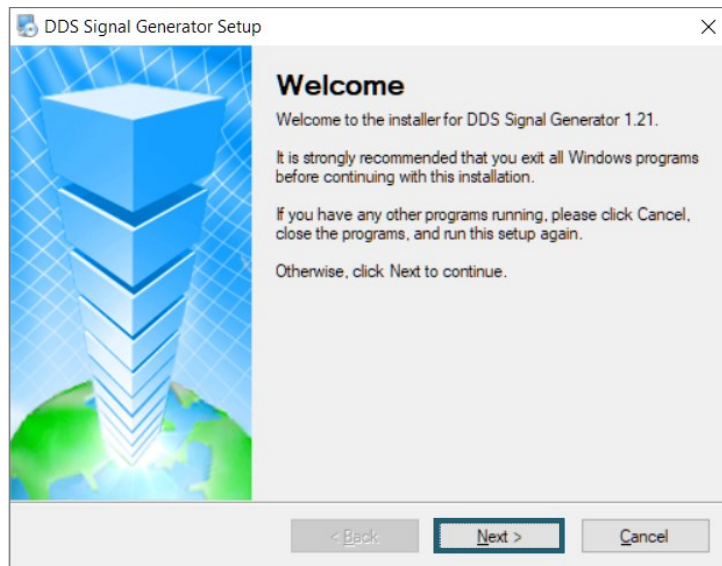 DDS Signal Generator Setup
Welcome
Welcome to the installer for DDS Signal Generator 1.21.
It is strongly recommended that you exit all Windows programs
before continuing with this installation.
If you have any other programs running, please click Cancel,
close the programs, and run this setup again.
Otherwise, click Next to continue.
< Back
Next >
Cancel